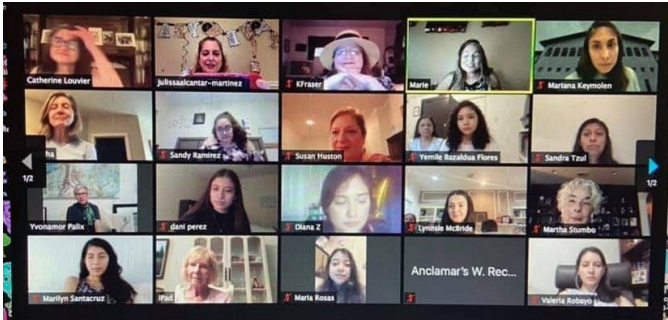 Catherine Louvier
julissaalcantar-martinez
KFraser
Marie
Mariana Keymolen
ha
Sandy Ramirez
Susan Huston
Yemile Bazaldua Flores
Sandra Tzul
1/2
1/2
Yvonamor Palix
dani perez
Diana Z
Lynnsie McBride
Martha Stumbo
Marilyn Santacruz
iPad
Maria Rosas
Anclamar's W. Rec...
Valeria Robayo